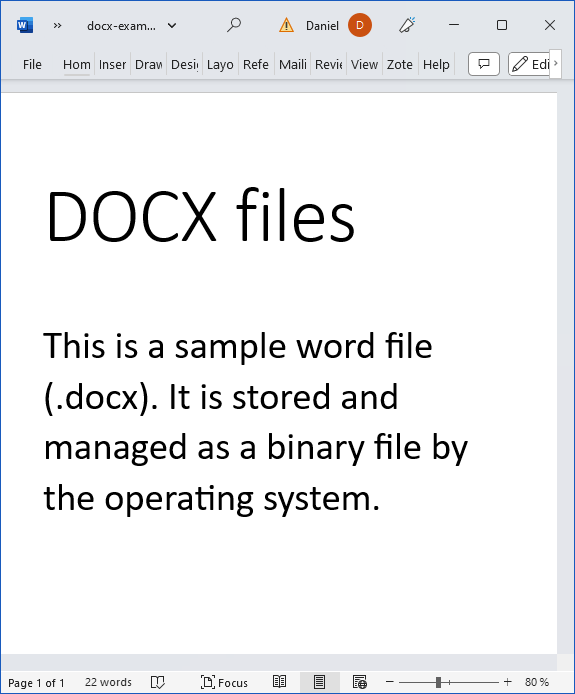 W » docx-exam... Daniel D
File Hom Inser Draw Desi Layo Refe Maili Revie View Zote Help Edi
DOCX files
This is a sample word file
(.docx). It is stored and
managed as a binary file by
the operating system.
Page 1 of 1 22 words Focus 80 %